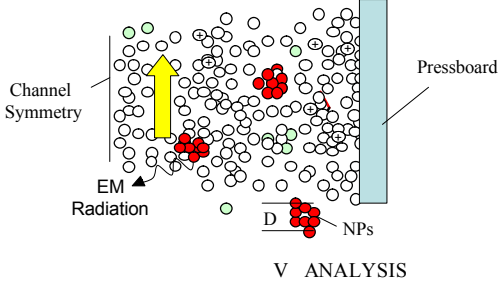 Channel
Symmetry
Pressboard
+
+
+
+
+
+
EM
Radiation
D
NPs
V ANALYSIS